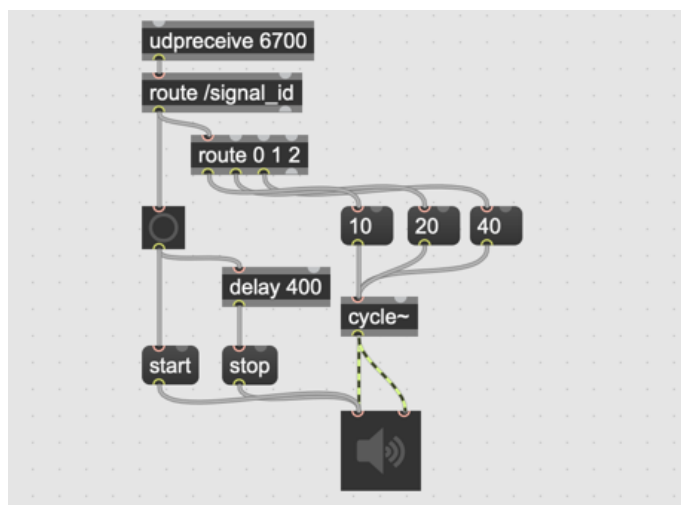 udpreceive 6700
route /signal_id
route 0 1 2
10
20
40
delay 400
cycle~
start
stop